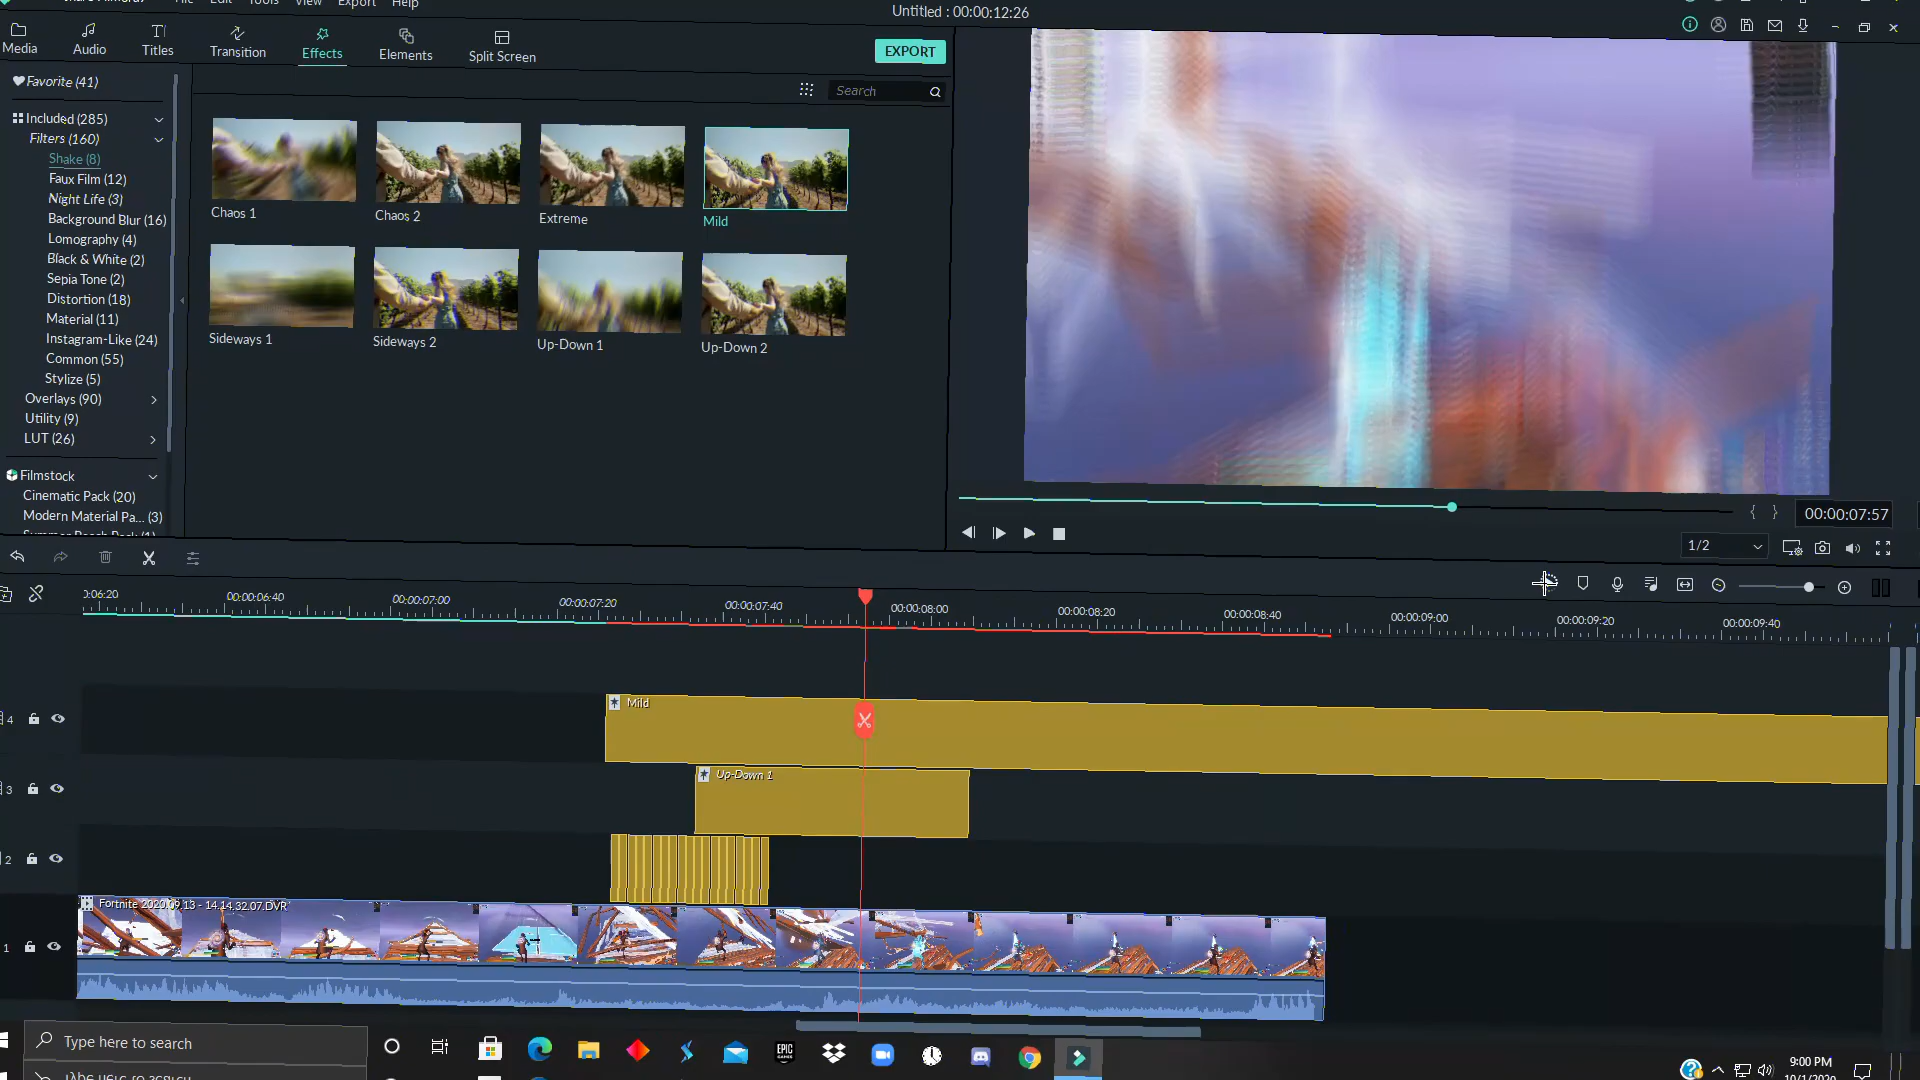 File Edit Tools View Export Help
Untitled : 00:00:12:26
Media
Audio
Titles
Transition
Effects
Elements
Split Screen
EXPORT
Favorite (41)
Search
Included (285)
Filters (160)
Shake (8)
Faux Film (12)
Night Life (3)
Background Blur (16)
Lomography (4)
Black & White (2)
Sepia Tone (2)
Distortion (18)
Material (11)
Instagram-Like (24)
Common (55)
Stylize (5)
Overlays (90)
Utility (9)
LUT (26)
Filmstock
Cinematic Pack (20)
Modern Material Pa... (3)
Chaos 1
Chaos 2
Extreme
Mild
Sideways 1
Sideways 2
Up-Down 1
Up-Down 2
{ }
00:00:07:57
1/2
0:06:20
00:00:06:40
00:00:07:00
00:00:07:20
00:00:07:40
00:00:08:00
00:00:08:20
00:00:08:40
00:00:09:00
00:00:09:20
00:00:09:40
4
Mild
3
Up-Down 1
2
Fortnite 2020.09.13 - 14.14.32.07.DVR
1
Type here to search
EPIC GAMES
9:00 PM
10/1/2020